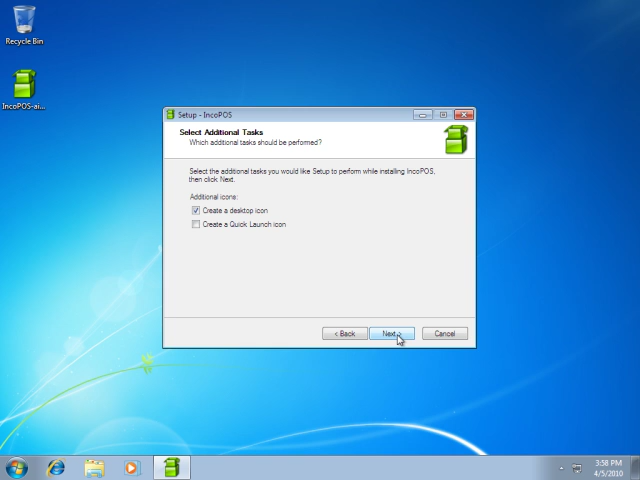 Recycle Bin
IncoPOS-ai...
Setup - IncoPOS
Select Additional Tasks
Which additional tasks should be performed?
Select the additional tasks you would like Setup to perform while installing IncoPOS,
then click Next.
Additional icons:
Create a desktop icon
Create a Quick Launch icon
< Back
Next >
Cancel
3:58 PM
4/5/2010